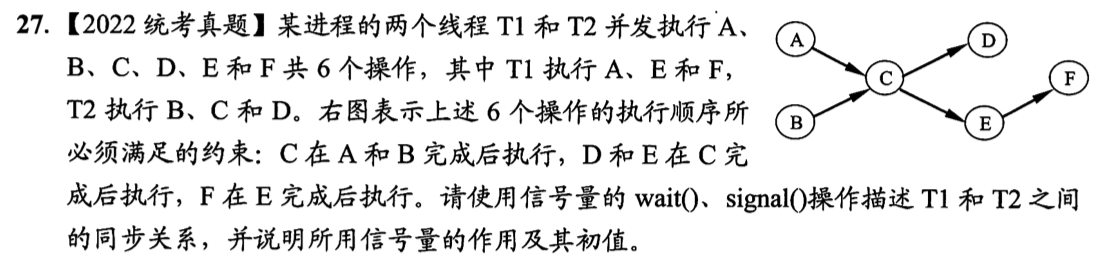 27.【2022 统考真题】某进程的两个线程 T1 和 T2 并发执行 A、
B、C、D、E 和 F 共 6 个操作，其中 T1 执行 A、E 和 F，
T2 执行 B、C 和 D。右图表示上述 6 个操作的执行顺序所
必须满足的约束：C 在 A 和 B 完成后执行，D 和 E 在 C 完
成后执行，F 在 E 完成后执行。请使用信号量的 wait()、signal()操作描述 T1 和 T2 之间
的同步关系，并说明所用信号量的作用及其初值。
A
D
C
F
B
E